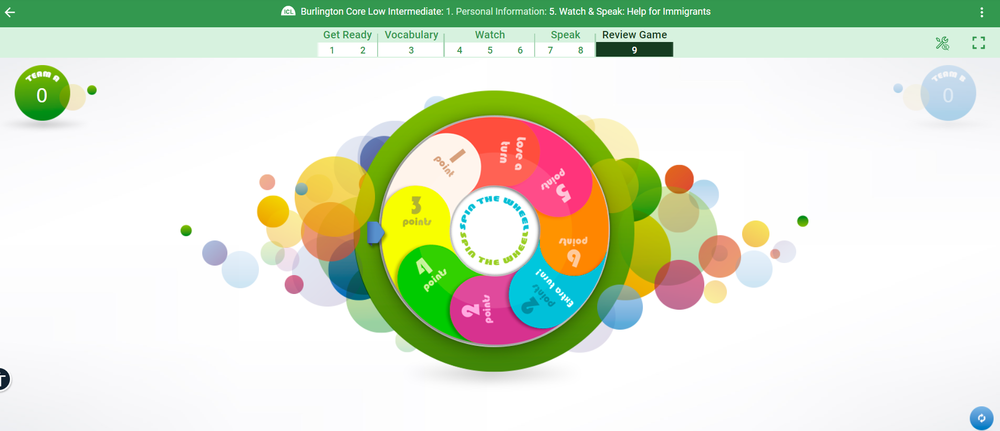 ICL Burlington Core Low Intermediate: 1. Personal Information: 5. Watch & Speak: Help for Immigrants
Get Ready
Vocabulary
Watch
Speak
Review Game
1
2
3
4
5
6
7
8
9
TEAM A
0
TEAM B
0
1
point
lose a
turn
5
points
6
points
Extra turn!
2
points
2
points
4
points
3
points
SPIN THE WHEEL
SPIN THE WHEEL